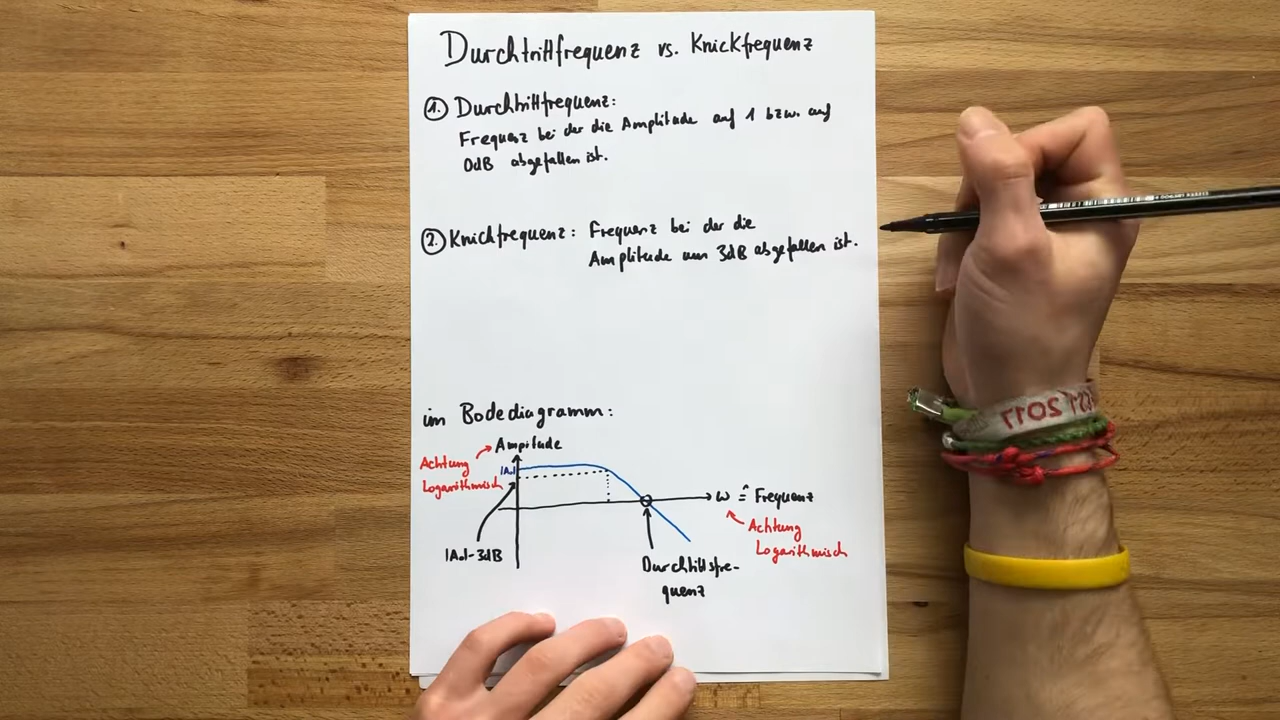 Durchtrittfrequenz vs. Knickfrequenz
1. Durchtrittfrequenz:
Frequenz bei der die Amplitude auf 1 bzw. auf
0dB abgefallen ist.
2. Knickfrequenz: Frequenz bei der die
Amplitude um 3dB abgefallen ist.
im Bodediagramm:
Amplitude
Achtung
Logarithmisch
|A₀|
ω ≙ Frequenz
Achtung
Logarithmisch
|A₀|-3dB
Durchtrittsfre-
quenz
2017